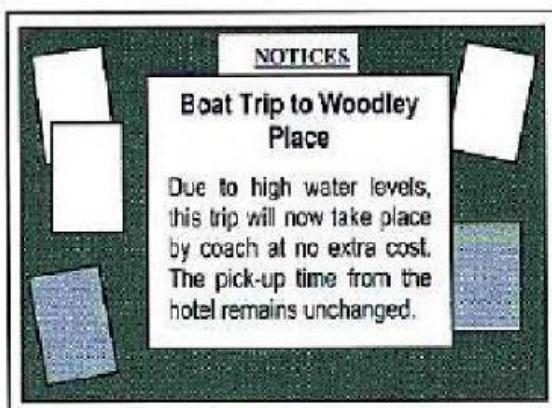 NOTICES
Boat Trip to Woodley
Place
Due to high water levels,
this trip will now take place
by coach at no extra cost.
The pick-up time from the
hotel remains unchanged.